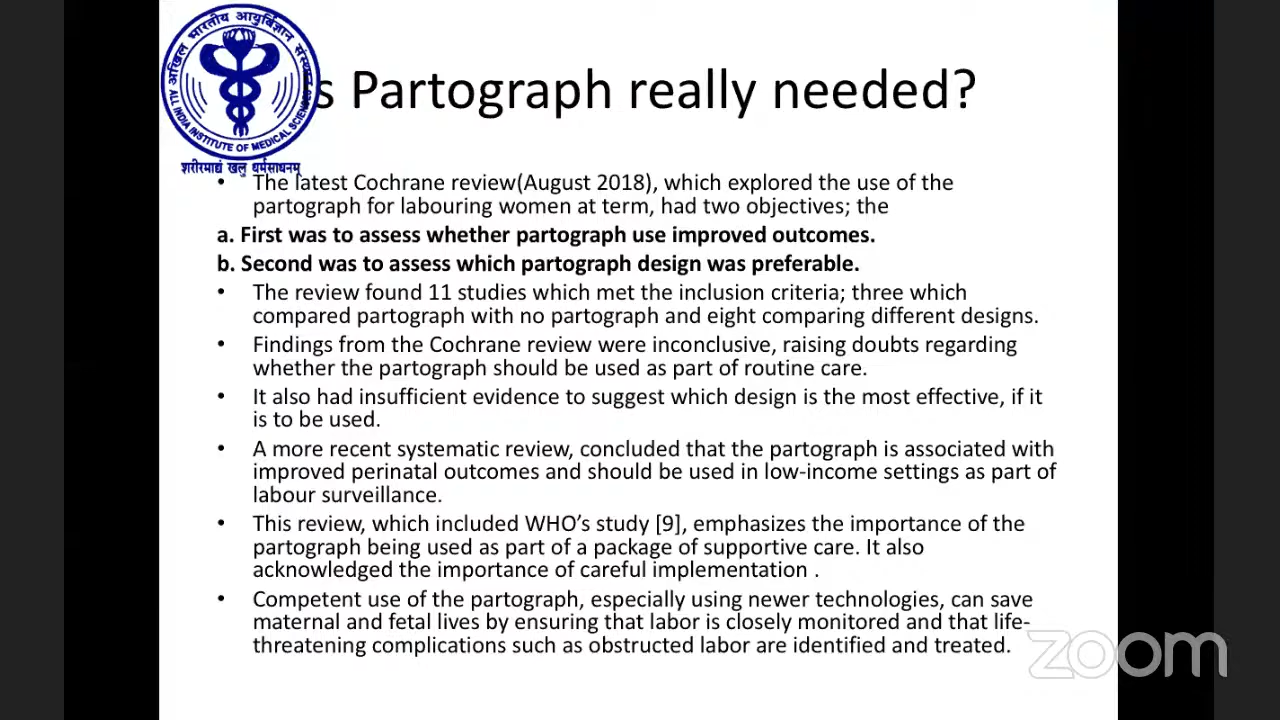 अखिल भारतीय आयुर्विज्ञान संस्थान
ALL INDIA INSTITUTE OF MEDICAL SCIENCES
शरीरमाद्यं खलु धर्मसाधनम्
s Partograph really needed?
• The latest Cochrane review(August 2018), which explored the use of the
partograph for labouring women at term, had two objectives; the
a. First was to assess whether partograph use improved outcomes.
b. Second was to assess which partograph design was preferable.
• The review found 11 studies which met the inclusion criteria; three which
compared partograph with no partograph and eight comparing different designs.
• Findings from the Cochrane review were inconclusive, raising doubts regarding
whether the partograph should be used as part of routine care.
• It also had insufficient evidence to suggest which design is the most effective, if it
is to be used.
• A more recent systematic review, concluded that the partograph is associated with
improved perinatal outcomes and should be used in low-income settings as part of
labour surveillance.
• This review, which included WHO’s study [9], emphasizes the importance of the
partograph being used as part of a package of supportive care. It also
acknowledged the importance of careful implementation .
• Competent use of the partograph, especially using newer technologies, can save
maternal and fetal lives by ensuring that labor is closely monitored and that life-
threatening complications such as obstructed labor are identified and treated.
zoom